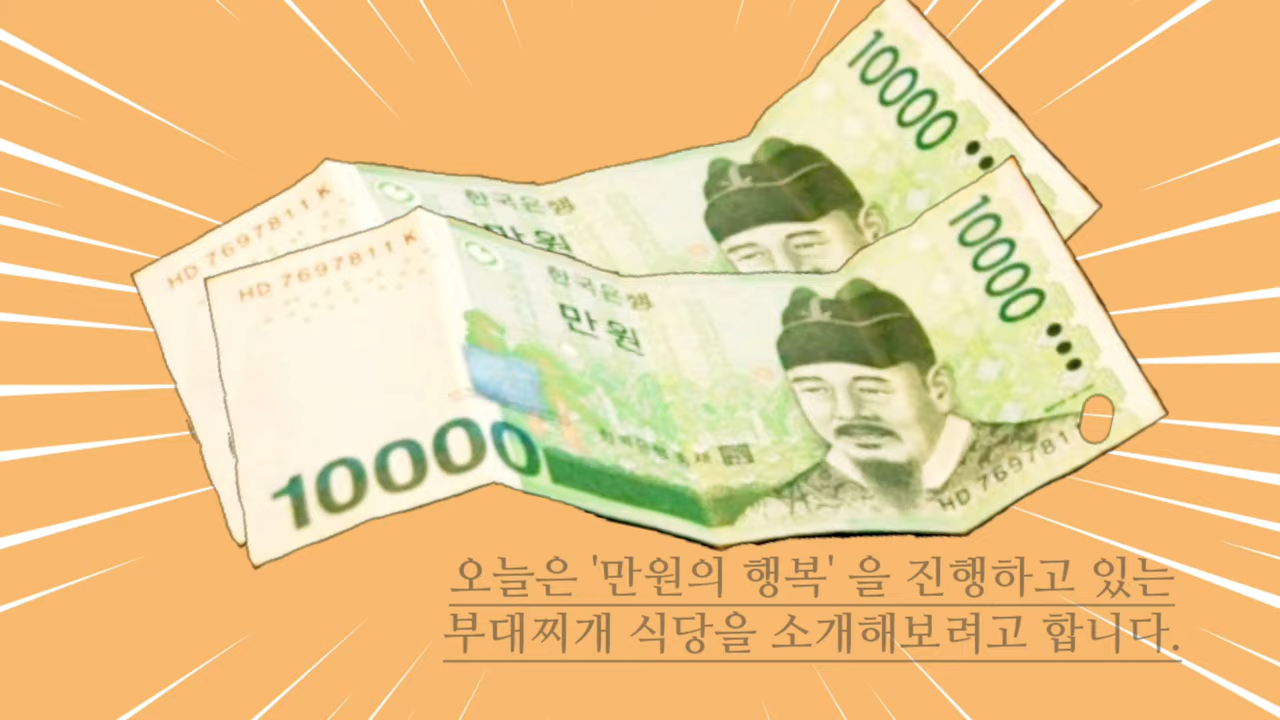 10000
HD 7697811 K
한국은행
만 원
10000
HD 7697811 K
한국은행
만 원
10000
HD 7697811
오늘은 '만원의 행복' 을 진행하고 있는
부대찌개 식당을 소개해보려고 합니다.